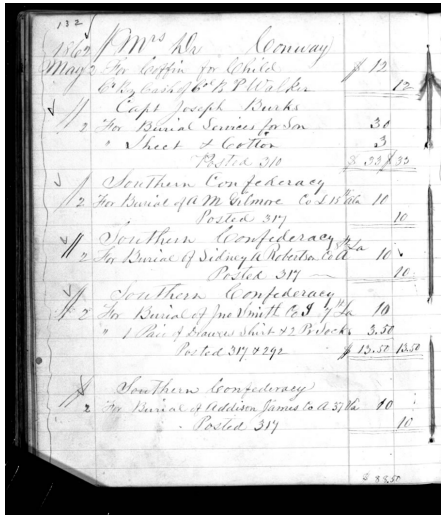 132
1862 Mrs Dr Conway
May 2 For Coffin for Child $ 12
Cr By Cash of B P Walker 12
Capt Joseph Burks
2 For Burial Services for Son 30
" Sheet & Cotton 3
Posted 310 $ 33 $ 33
Southern Confederacy
2 For Burial of A M Gilmore Co I 15th Ala 10
Posted 317 10
Southern Confederacy
2 For Burial of Sidney A Robertson Co A La 10
Posted 317 10
Southern Confederacy
2 For Burial of Jno Smith Co I 7th La 10
" 1 Pair of Drawers Shirt & 2 Pr Socks 3.50
Posted 317 & 292 $ 13.50 13.50
Southern Confederacy
2 For Burial of Addison James Co A 37 Va 10
Posted 317 10
$ 88.50